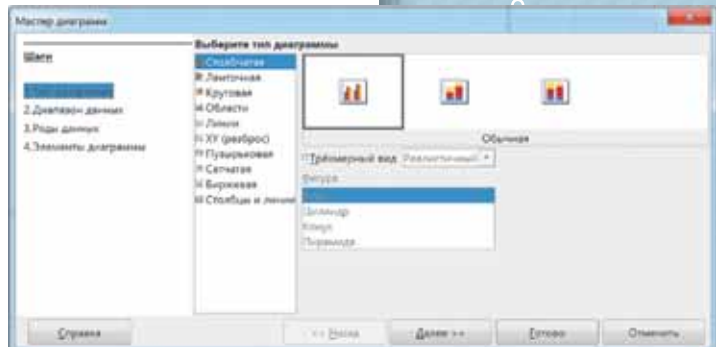 Мастер диаграмм
Шаги
2.Диапазон данных
3.Ряды данных
4.Элементы диаграммы
Выберите тип диаграммы
Столбчатая
Ленточная
Круговая
Области
Линии
XY (разброс)
Пузырьковая
Сетчатая
Биржевая
Столбцы и линии
Обычная
Трёхмерный вид Реалистичный
Фигура
Цилиндр
Конус
Пирамида
Справка
<< Назад
Далее >>
Готово
Отменить